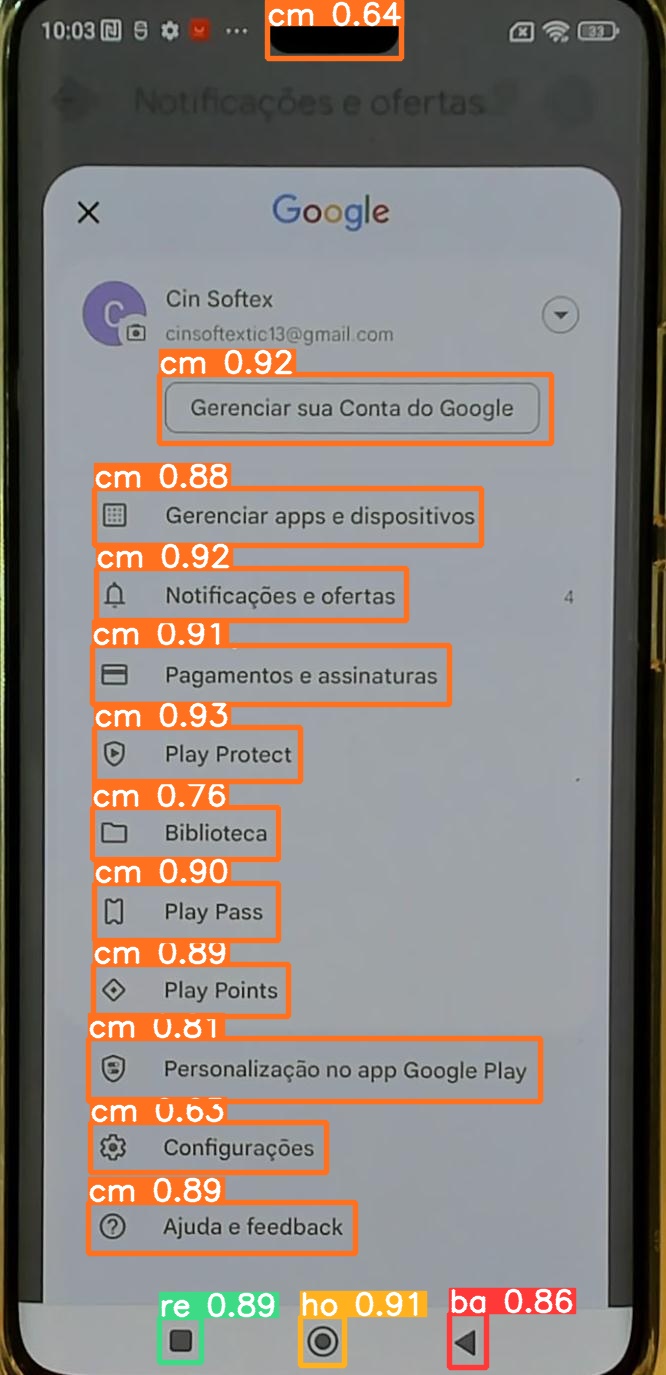 10:03
33
cm 0.64
Notificações e ofertas
Google
C
Cin Softex
cinsoftextic13@gmail.com
cm 0.92
Gerenciar sua Conta do Google
cm 0.88
Gerenciar apps e dispositivos
cm 0.92
Notificações e ofertas
4
cm 0.91
Pagamentos e assinaturas
cm 0.93
Play Protect
cm 0.76
Biblioteca
cm 0.90
Play Pass
cm 0.89
Play Points
cm 0.81
Personalização no app Google Play
cm 0.63
Configurações
cm 0.89
Ajuda e feedback
re 0.89
ho 0.91
ba 0.86